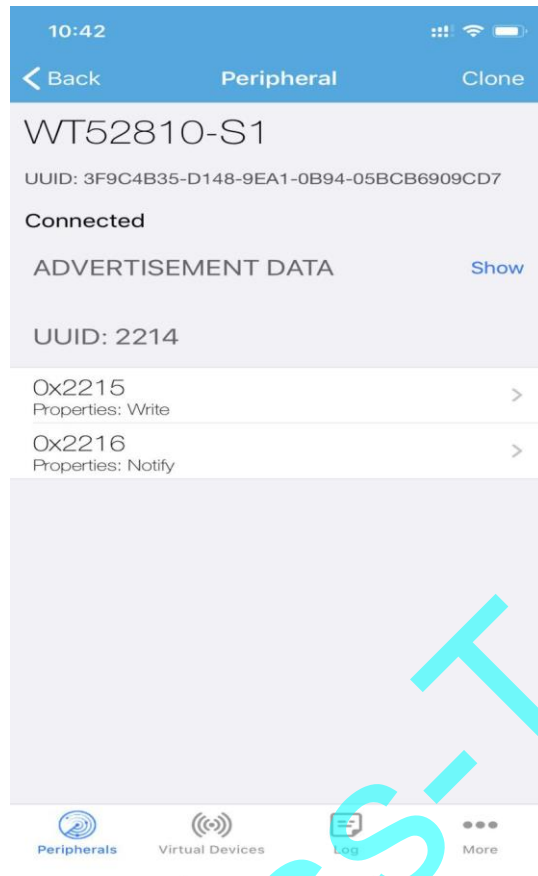 10:42
Back Peripheral Clone
WT52810-S1
UUID: 3F9C4B35-D148-9EA1-0B94-05BCB6909CD7
Connected
ADVERTISEMENT DATA Show
UUID: 2214
0x2215
Properties: Write
0x2216
Properties: Notify
Peripherals Virtual Devices Log More
S-T